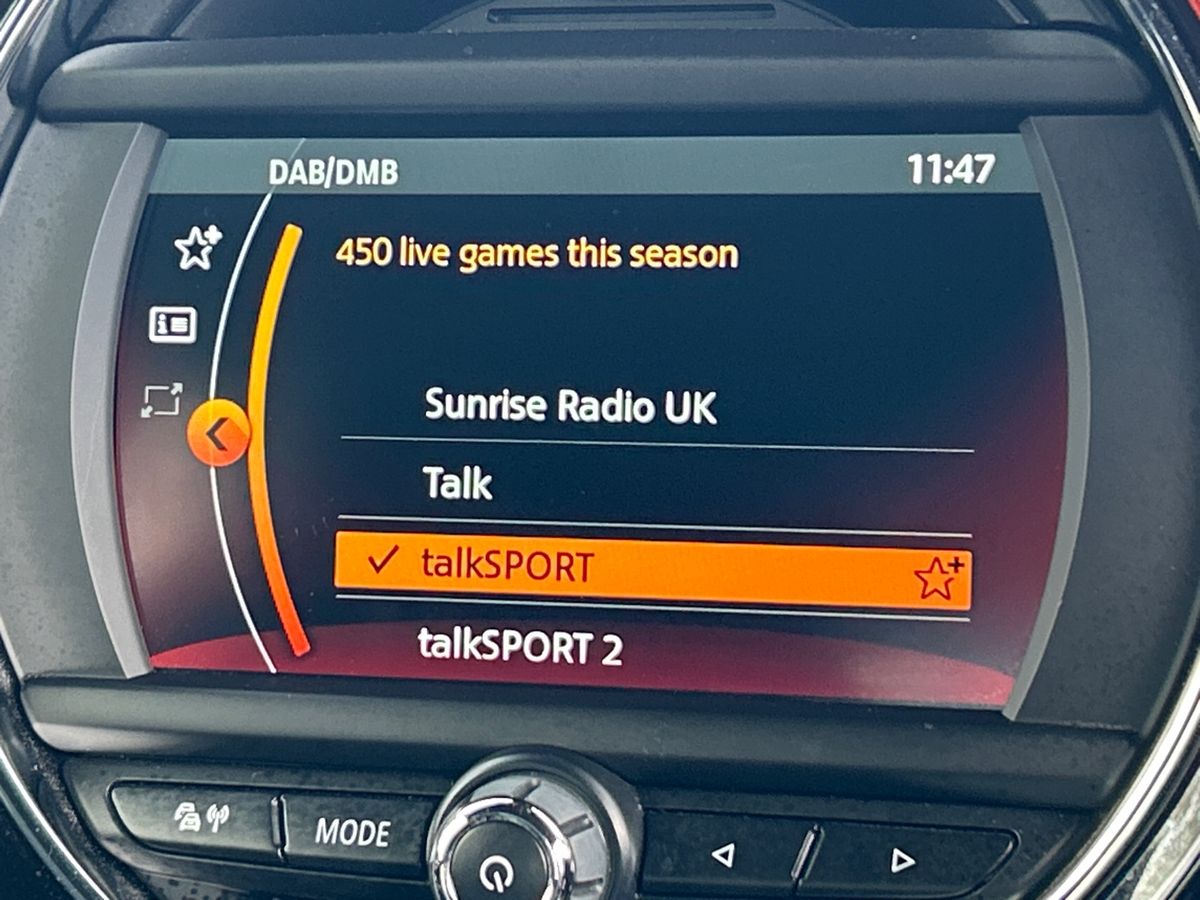 DAB/DMB 11:47
450 live games this season
Sunrise Radio UK
Talk
talkSPORT
talkSPORT 2
MODE